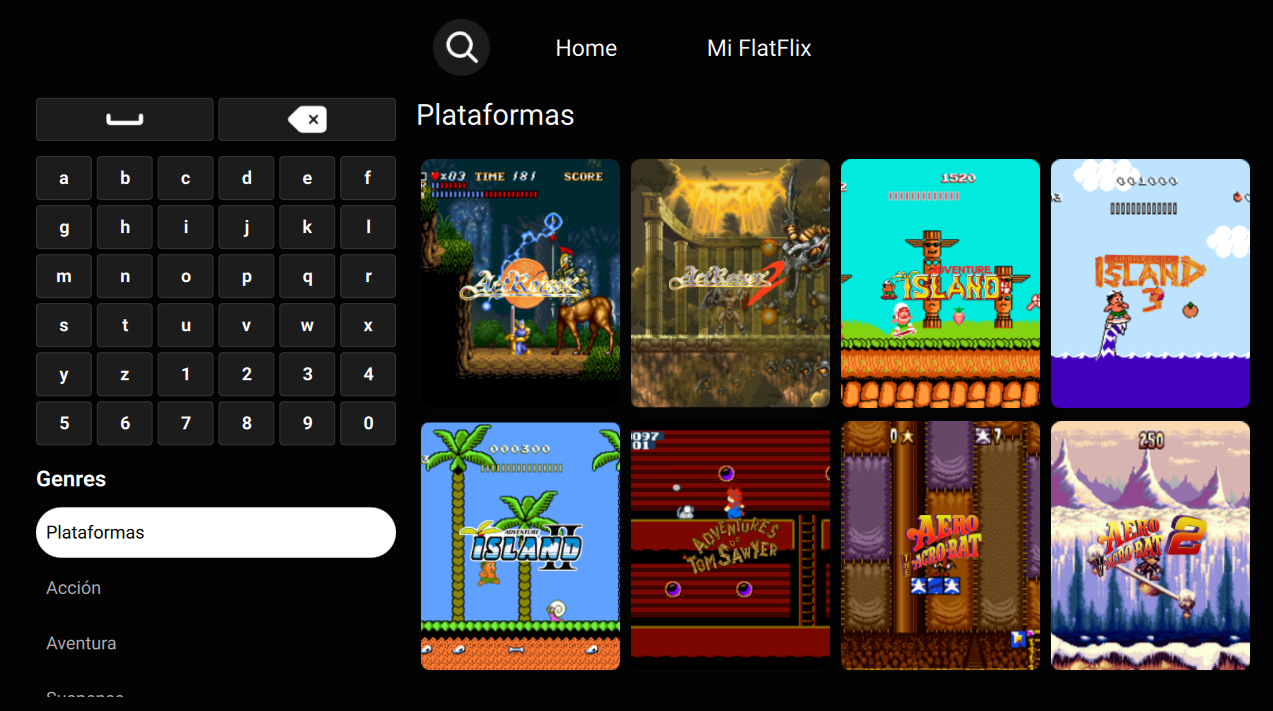 Home
Mi FlatFlix
Plataformas
a b c d e f
g h i j k l
m n o p q r
s t u v w x
y z 1 2 3 4
5 6 7 8 9 0
Genres
Plataformas
Acción
Aventura
Suspense
x03 TIME 181 SCORE
ActRaiser
ActRaiser 2
1520
ADVENTURE
ISLAND
001000
ISLAND
3
000300
ADVENTURE
ISLAND
II
097
01
ADVENTURES
OF
TOM SAWYER
0
7
AERO
THE
ACRO-BAT
250
AERO
THE
ACRO-BAT
2